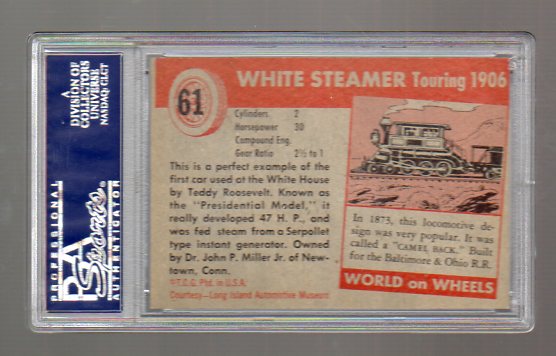 A
DIVISION OF
COLLECTORS
UNIVERSE
NASDAQ: CLCT
PSA
Sports
PROFESSIONAL
AUTHENTICATOR
61
WHITE STEAMER Touring 1906
Cylinders 2
Horsepower 30
Compound Eng.
Gear Ratio 2½ to 1
This is a perfect example of the
first car used at the White House
by Teddy Roosevelt. Known as
the "Presidential Model," it
really developed 47 H. P., and
was fed steam from a Serpollet
type instant generator. Owned
by Dr. John P. Miller Jr. of New-
town, Conn.
©T.C.G. Ptd. in U.S.A.
Courtesy—Long Island Automotive Museum
In 1873, this locomotive de-
sign was very popular. It was
called a "CAMEL BACK." Built
for the Baltimore & Ohio R.R.
WORLD on WHEELS